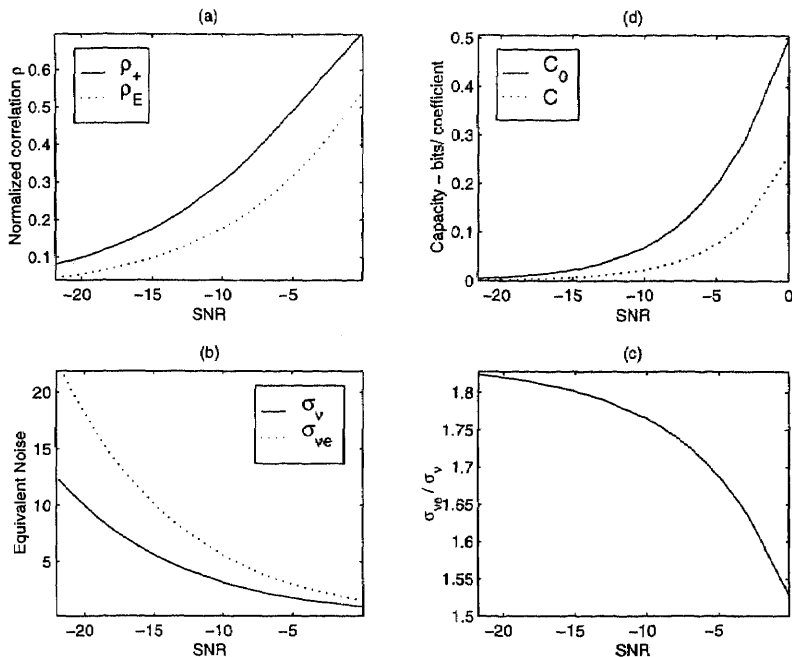 (a)
Normalized correlation ρ
0.6
0.5
0.4
0.3
0.2
0.1
ρ+
ρE
−20
−15
−10
−5
SNR
(d)
Capacity − bits/ coefficient
0.5
0.4
0.3
0.2
0.1
0
C0
C
−20
−15
−10
−5
0
SNR
(b)
Equivalent Noise
20
15
10
5
σν
σve
−20
−15
−10
−5
SNR
(c)
σve / σν
1.8
1.75
1.7
1.65
1.6
1.55
1.5
−20
−15
−10
−5
SNR